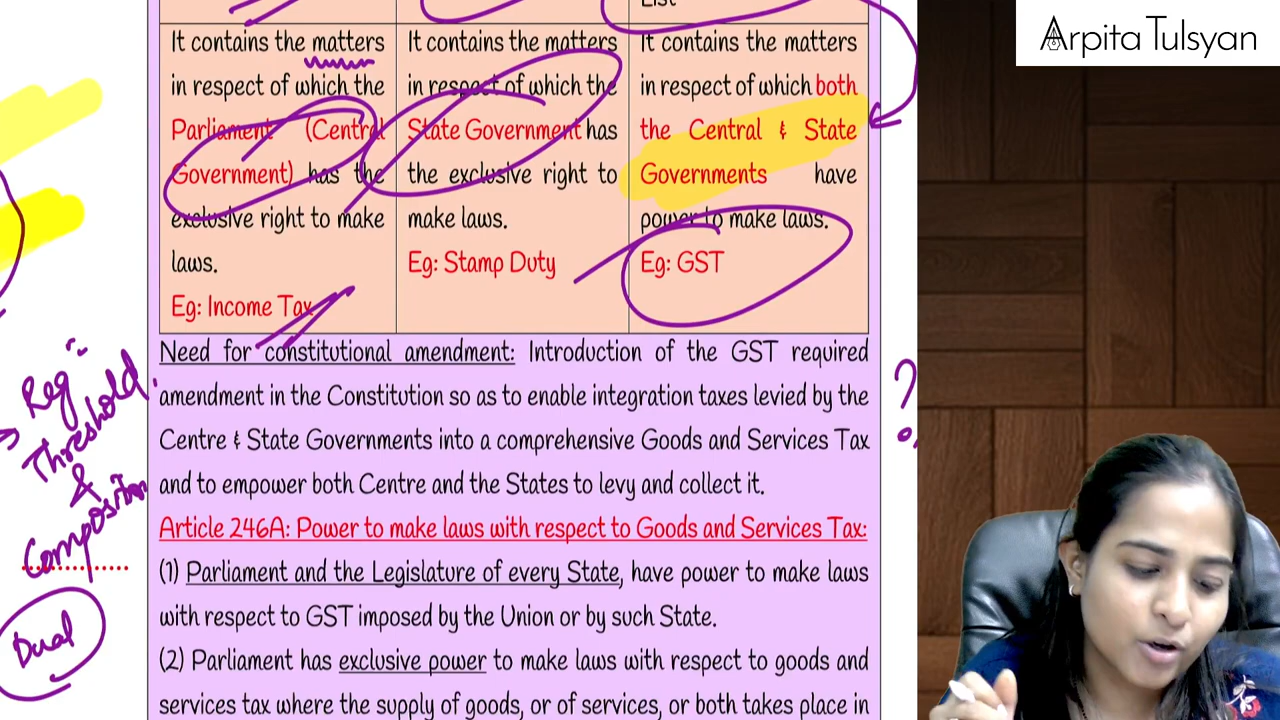 Arpita Tulsyan
List
It contains the matters
in respect of which the
Parliament (Central
Government) has the
exclusive right to make
laws.
Eg: Income Tax
It contains the matters
in respect of which the
State Government has
the exclusive right to
make laws.
Eg: Stamp Duty
It contains the matters
in respect of which both
the Central & State
Governments have
power to make laws.
Eg: GST
Need for constitutional amendment: Introduction of the GST required
amendment in the Constitution so as to enable integration taxes levied by the
Centre & State Governments into a comprehensive Goods and Services Tax
and to empower both Centre and the States to levy and collect it.
Article 246A: Power to make laws with respect to Goods and Services Tax:
(1) Parliament and the Legislature of every State, have power to make laws
with respect to GST imposed by the Union or by such State.
(2) Parliament has exclusive power to make laws with respect to goods and
services tax where the supply of goods, or of services, or both takes place in
Reg
Threshold
&
Composition
Dual
?